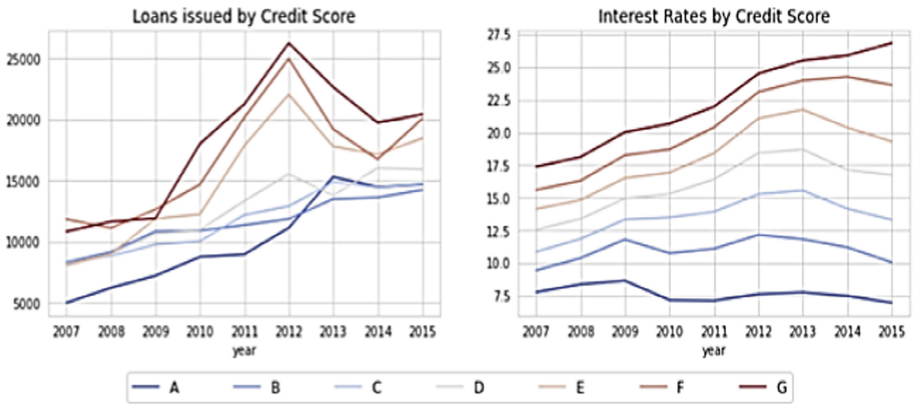 Loans issued by Credit Score
25000
20000
15000
10000
5000
2007 2008 2009 2010 2011 2012 2013 2014 2015
year
Interest Rates by Credit Score
27.5
25.0
22.5
20.0
17.5
15.0
12.5
10.0
7.5
2007 2008 2009 2010 2011 2012 2013 2014 2015
year
A B C D E F G